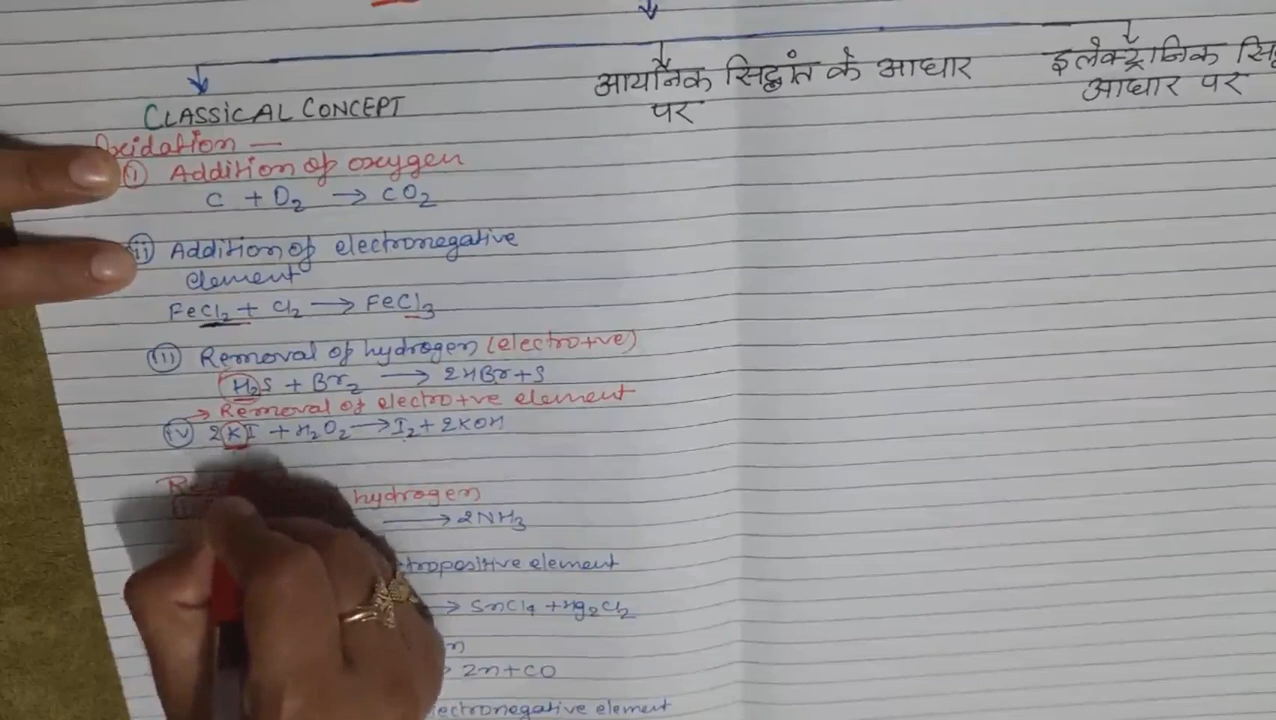 आयनिक सिद्धांत के आधार
पर
इलेक्ट्रानिक
आधार पर
CLASSICAL CONCEPT
Oxidation —
(i) Addition of oxygen
C + O₂ → CO₂
(ii) Addition of electronegative
element
FeCl₂ + Cl₂ → FeCl₃
(iii) Removal of hydrogen (electro+ve)
H₂S + Br₂ → 2HBr+S
→ Removal of electro+ve element
(iv) 2KI + H₂O₂ → I₂ + 2KOH
hydrogen
→ 2NH₃
tropositive element
→ SnCl₄ + Hg₂Cl₂
Zn + CO
lectronegative element